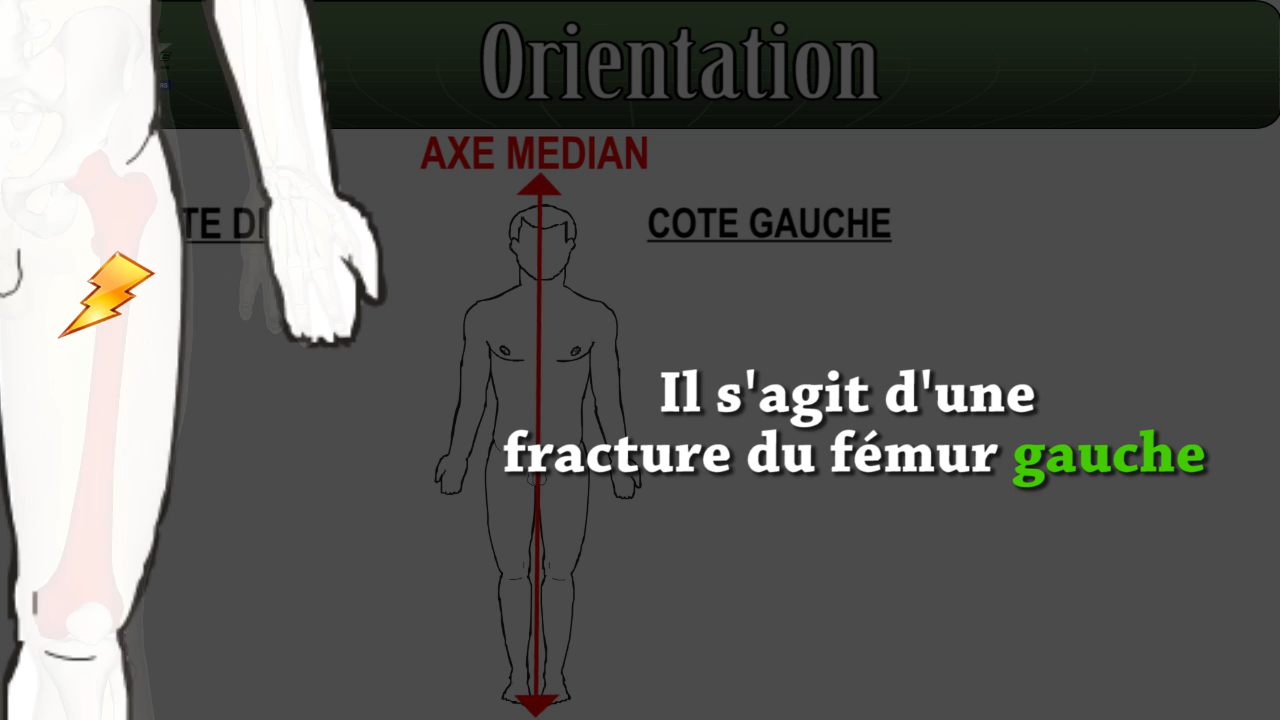 Orientation
AXE MEDIAN
TE D
COTE GAUCHE
Il s'agit d'une
fracture du fémur gauche